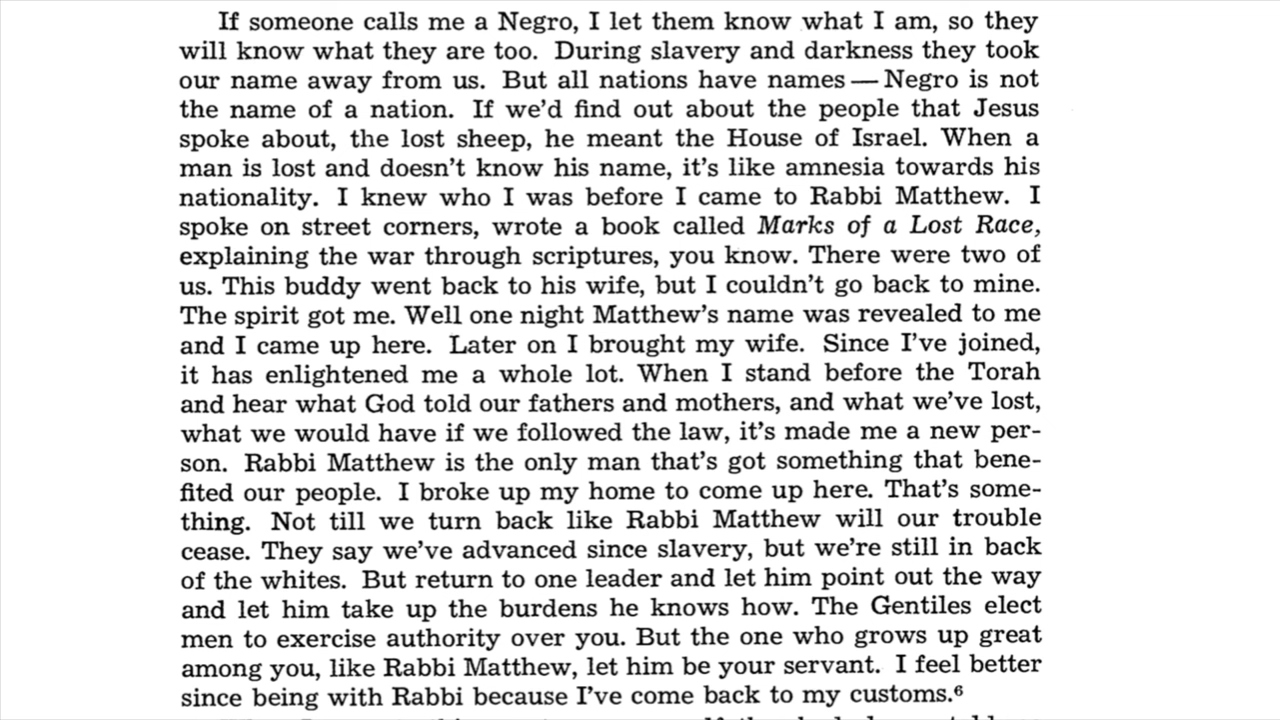 If someone calls me a Negro, I let them know what I am, so they
will know what they are too. During slavery and darkness they took
our name away from us. But all nations have names — Negro is not
the name of a nation. If we'd find out about the people that Jesus
spoke about, the lost sheep, he meant the House of Israel. When a
man is lost and doesn't know his name, it's like amnesia towards his
nationality. I knew who I was before I came to Rabbi Matthew. I
spoke on street corners, wrote a book called Marks of a Lost Race,
explaining the war through scriptures, you know. There were two of
us. This buddy went back to his wife, but I couldn't go back to mine.
The spirit got me. Well one night Matthew's name was revealed to me
and I came up here. Later on I brought my wife. Since I've joined,
it has enlightened me a whole lot. When I stand before the Torah
and hear what God told our fathers and mothers, and what we've lost,
what we would have if we followed the law, it's made me a new per-
son. Rabbi Matthew is the only man that's got something that bene-
fited our people. I broke up my home to come up here. That's some-
thing. Not till we turn back like Rabbi Matthew will our trouble
cease. They say we've advanced since slavery, but we're still in back
of the whites. But return to one leader and let him point out the way
and let him take up the burdens he knows how. The Gentiles elect
men to exercise authority over you. But the one who grows up great
among you, like Rabbi Matthew, let him be your servant. I feel better
since being with Rabbi because I've come back to my customs.⁶